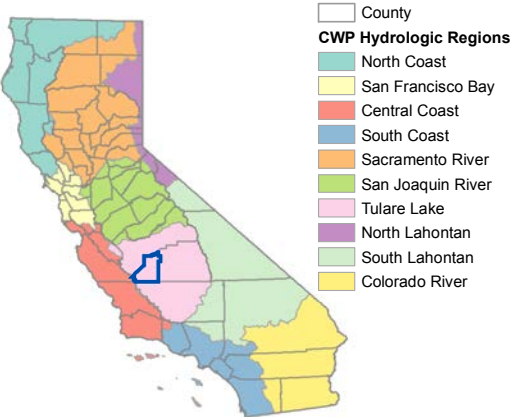 County
CWP Hydrologic Regions
North Coast
San Francisco Bay
Central Coast
South Coast
Sacramento River
San Joaquin River
Tulare Lake
North Lahontan
South Lahontan
Colorado River